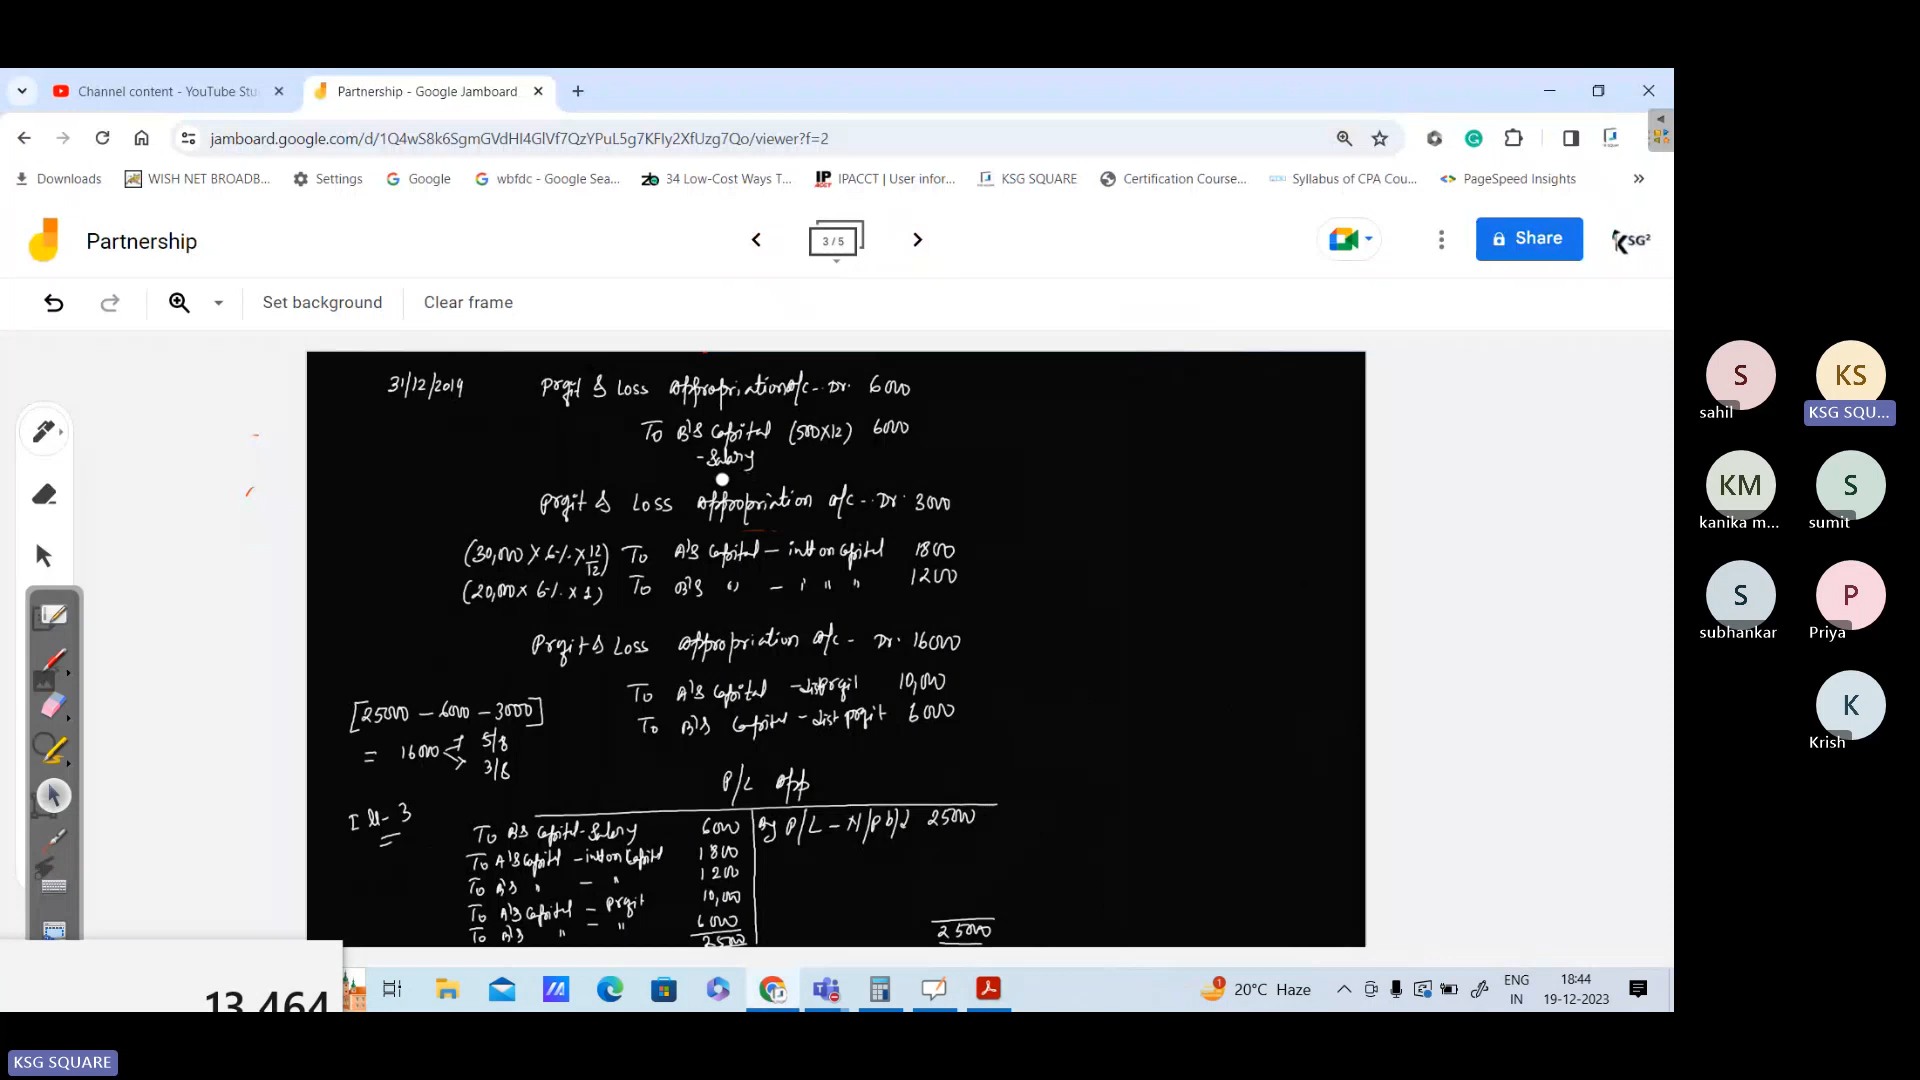 Channel content - YouTube Stu
Partnership - Google Jamboard
jamboard.google.com/d/1Q4wS8k6SgmGVdHI4GlVf7QzYPuL5g7KFIy2XfUzg7Qo/viewer?f=2
Downloads WISH NET BROADB... Settings Google wbfdc - Google Sea... 34 Low-Cost Ways T... IPACCT | User infor... KSG SQUARE Certification Course... Syllabus of CPA Cou... PageSpeed Insights
Partnership
3 / 5
Share
KSG²
Set background Clear frame
31/12/2019 Profit & Loss Appropriation A/c - Dr. 6000
To B's Capital (500X12) 6000
- Salary
Profit & Loss Appropriation A/c - Dr. 3000
(30,000 X 6% X 12/12) To A's Capital - int on Capital 1800
(20,000 X 6% X 1) To B's " - " " " 1200
Profit & Loss Appropriation A/c - Dr. 16000
To A's Capital - dist profit 10,000
To B's Capital - dist profit 6000
[25000 - 6000 - 3000]
= 16000 5/8
3/8
P/L App
Ill - 3
To B's Capital - Salary 6000 By P/L - N/P b/d 25000
To A's Capital - int on Capital 1800
To B's " - " 1200
To A's Capital - Profit 10,000
To B's " - " 6000
25000 25000
13,464
S sahil
KS KSG SQU...
KM kanika m...
S sumit
S subhankar
P Priya
K Krish
20°C Haze
ENG
IN
18:44
19-12-2023
KSG SQUARE